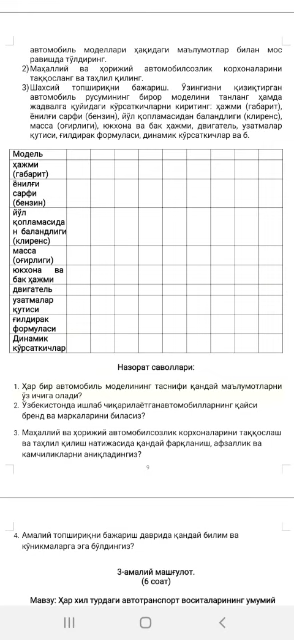 автомобиль моделлари ҳақидаги маълумотлар билан мос
равишда тўлдиринг.
2) Маҳаллий ва хорижий автомобилсозлик корхоналарини
таққосланг ва таҳлил қилинг.
3) Шахсий топшириқни бажариш. Ўзингизни қизиқтирган
автомобиль русумининг бирор моделини танланг ҳамда
жадвалга қуйидаги кўрсаткичларни киритинг: ҳажми (габарит),
ёнилғи сарфи (бензин), йўл қопламасидан баландлиги (клиренс),
масса (оғирлиги), юкхона ва бак ҳажми, двигатель, узатмалар
қутиси, ғилдирак формуласи, динамик кўрсаткичлар ва б.
Модель
ҳажми
(габарит)
ёнилғи
сарфи
(бензин)
йўл
қопламасида
н баландлиги
(клиренс)
масса
(оғирлиги)
юкхона ва
бак ҳажми
двигатель
узатмалар
қутиси
ғилдирак
формуласи
Динамик
кўрсаткичлар
Назорат саволлари:
1. Ҳар бир автомобиль моделининг таснифи қандай маълумотларни
ўз ичига олади?
2. Ўзбекистонда ишлаб чиқарилаётганавтомобилларнинг қайси
бренд ва маркаларини биласиз?
3. Маҳаллий ва хорижий автомобилсозлик корхоналарини таққослаш
ва таҳлил қилиш натижасида қандай фарқланиш, афзаллик ва
камчиликларни аниқладингиз?
9
4. Амалий топшириқни бажариш даврида қандай билим ва
кўникмаларга эга бўлдингиз?
3-амалий машғулот.
(6 соат)
Мавзу: Ҳар хил турдаги автотранспорт воситаларининг умумий